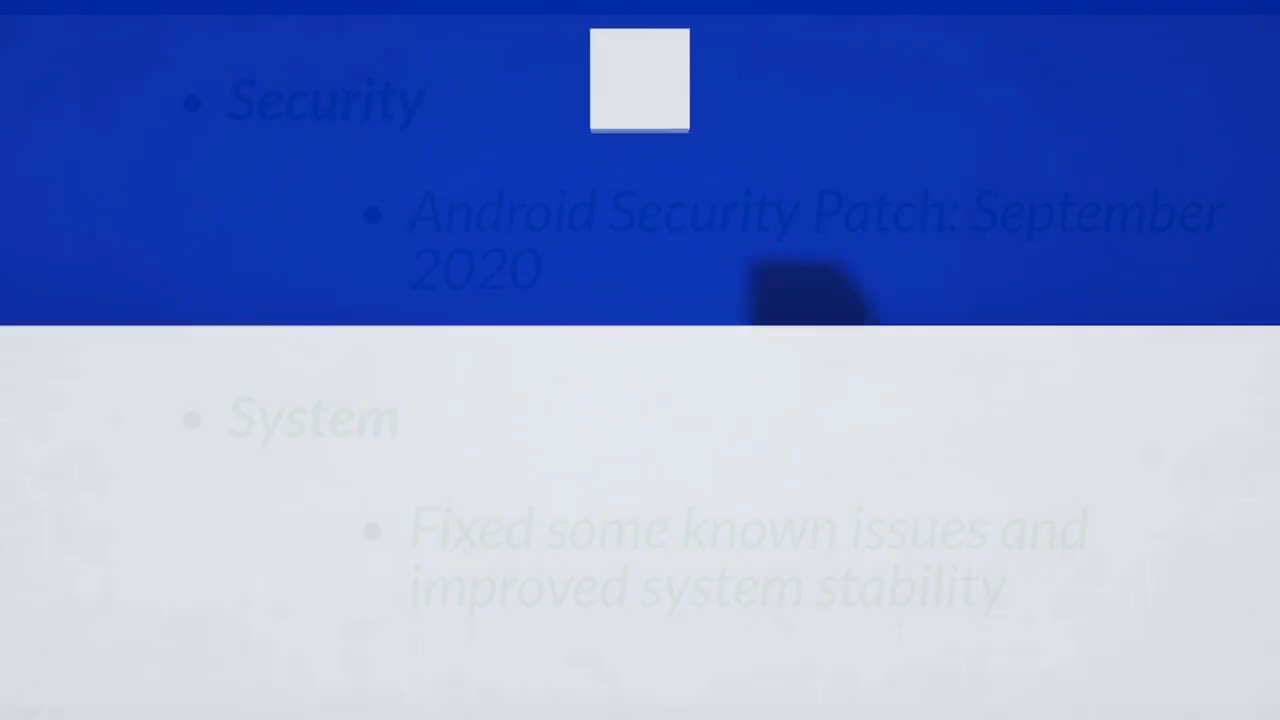 Security
Android Security Patch: September
2020
System
Fixed some known issues and
improved system stability